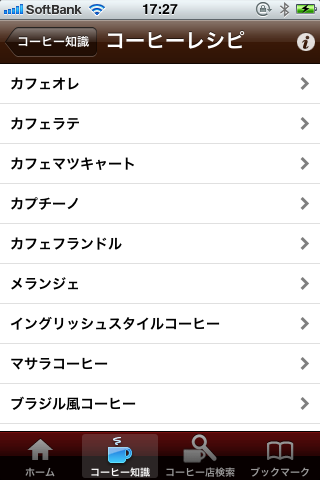 SoftBank 17:27
コーヒー知識 コーヒーレシピ
カフェオレ
カフェラテ
カフェマツキャート
カプチーノ
カフェフランドル
メランジェ
イングリッシュスタイルコーヒー
マサラコーヒー
ブラジル風コーヒー
ホーム コーヒー知識 コーヒー店検索 ブックマーク